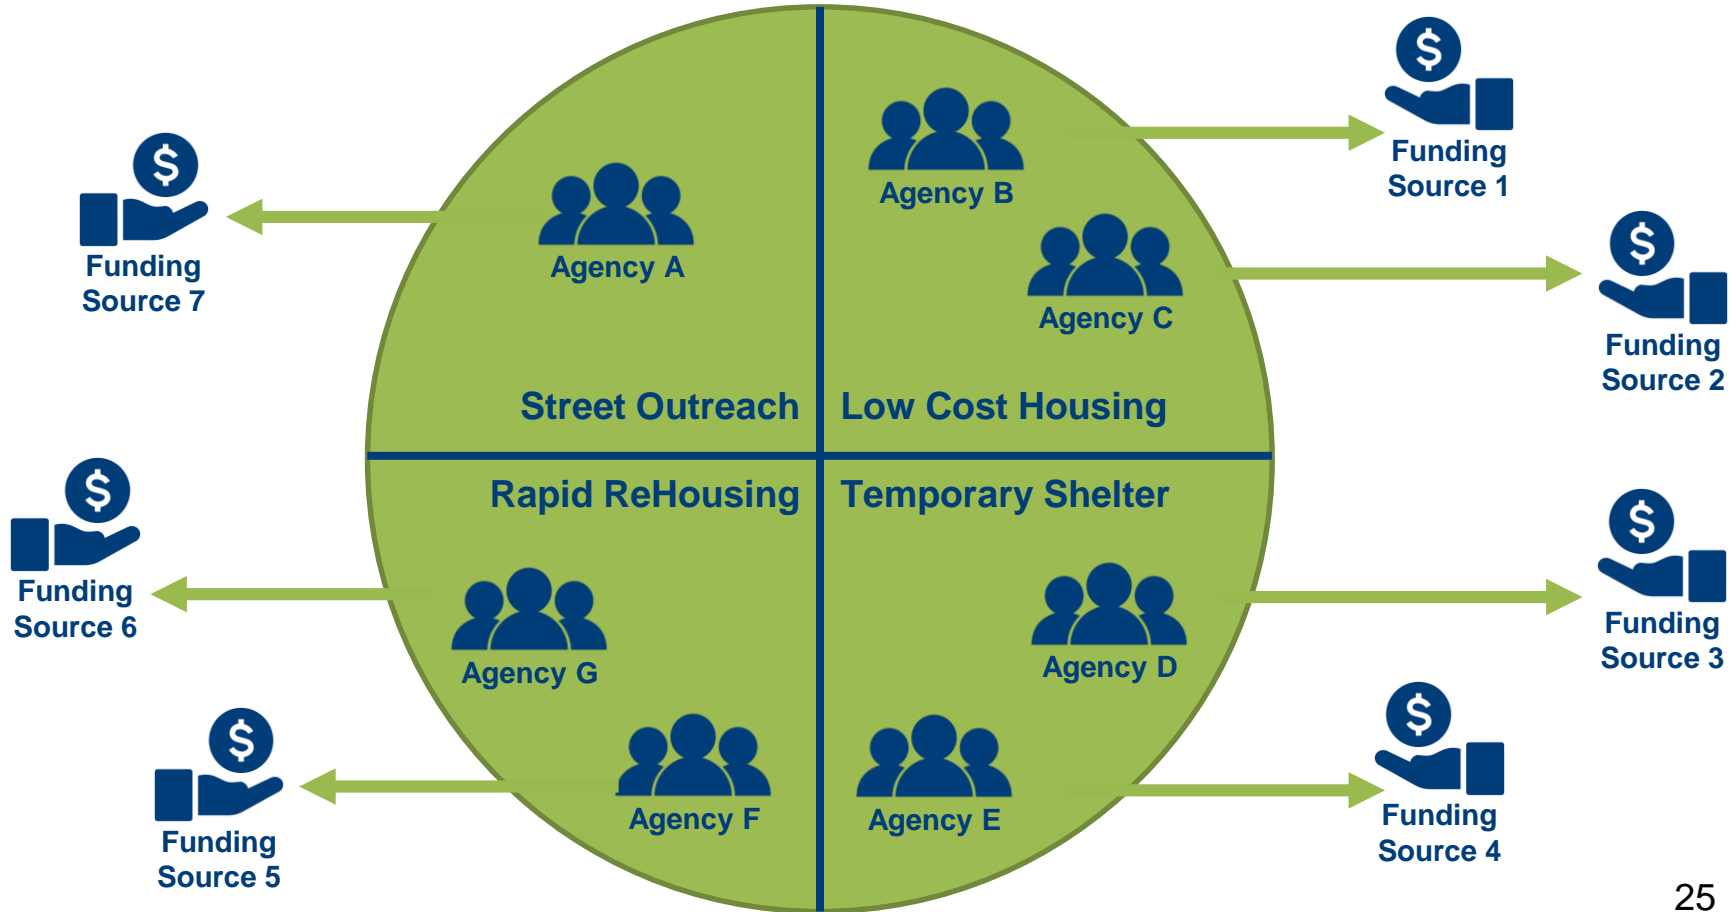 $
Funding
Source 1
$
Funding
Source 7
Agency A
Agency B
Agency C
$
Funding
Source 2
Street Outreach
Low Cost Housing
Rapid ReHousing
Temporary Shelter
$
Funding
Source 6
Agency G
Agency D
$
Funding
Source 3
$
Funding
Source 5
Agency F
Agency E
$
Funding
Source 4
25